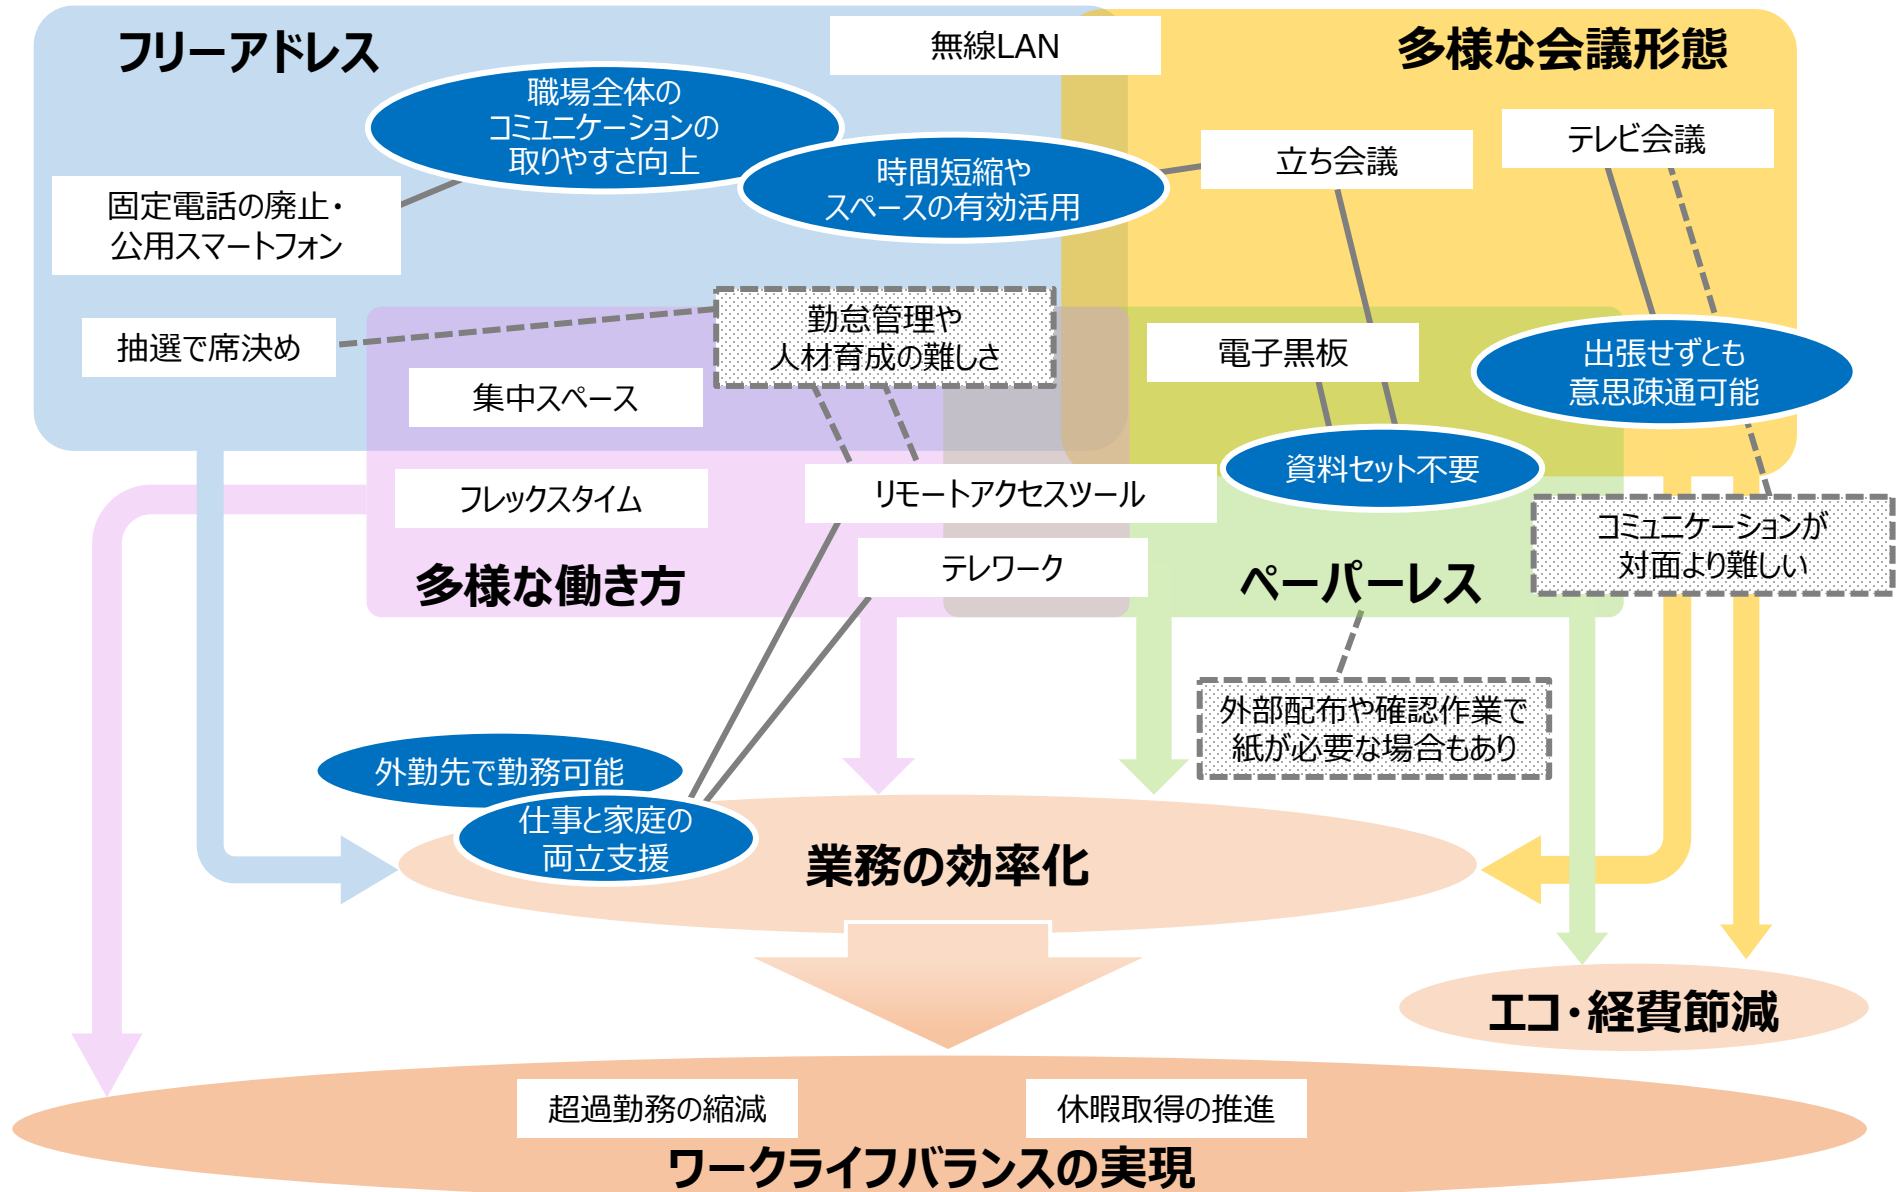 フリーアドレス
無線LAN
多様な会議形態
職場全体の
コミュニケーションの
取りやすさ向上
時間短縮や
スペースの有効活用
立ち会議
テレビ会議
固定電話の廃止・
公用スマートフォン
抽選で席決め
勤怠管理や
人材育成の難しさ
電子黒板
出張せずとも
意思疎通可能
集中スペース
フレックスタイム
リモートアクセスツール
資料セット不要
テレワーク
多様な働き方
ペーパーレス
コミュニケーションが
対面より難しい
外部配布や確認作業で
紙が必要な場合もあり
外勤先で勤務可能
仕事と家庭の
両立支援
業務の効率化
エコ・経費節減
超過勤務の縮減
休暇取得の推進
ワークライフバランスの実現